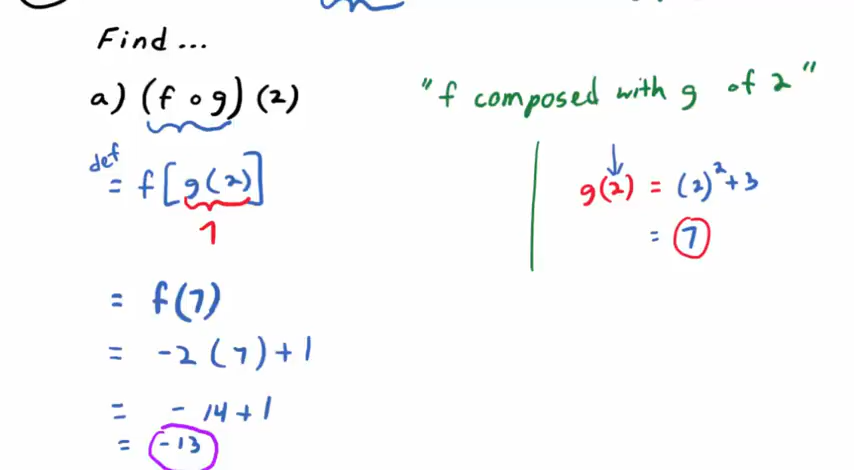 Find...
a) (f ∘ g)(2) "f composed with g of 2"
def
= f[g(2)]
7
g(2) = (2)² + 3
= 7
= f(7)
= -2(7)+1
= -14+1
= -13